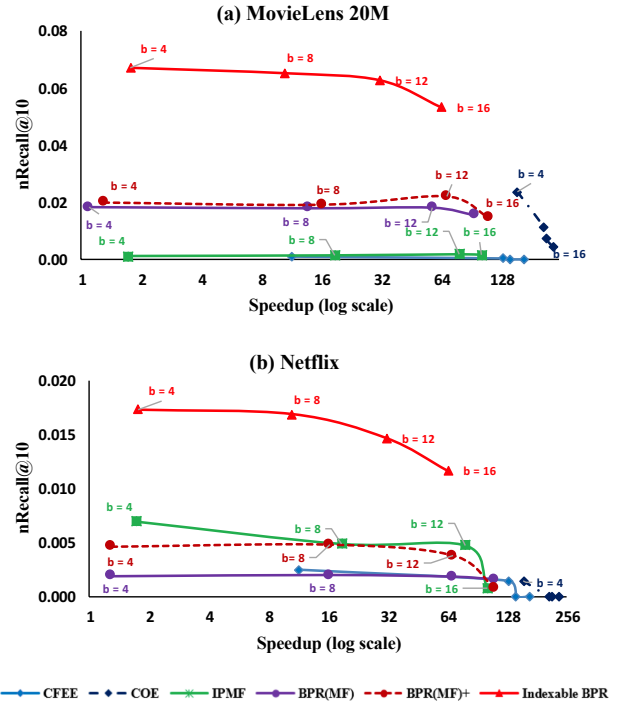 (a) MovieLens 20M
0.08
0.06
0.04
0.02
0.00
nRecall@10
b = 4
b = 8
b = 12
b = 16
b = 4
b= 8
b = 12
b = 16
b = 4
b = 8
b = 12
b = 4
b = 8
b = 12
b = 16
b = 4
b = 16
1 2 4 8 16 32 64 128
Speedup (log scale)
(b) Netflix
0.020
0.015
0.010
0.005
0.000
nRecall@10
b = 4
b = 8
b = 12
b = 16
b = 4
b = 8
b = 12
b = 16
b = 4
b = 8
b = 12
b = 4
b = 8
b = 4
1 2 4 8 16 32 64 128 256
Speedup (log scale)
CFEE COE IPMF BPR(MF) BPR(MF)+ Indexable BPR